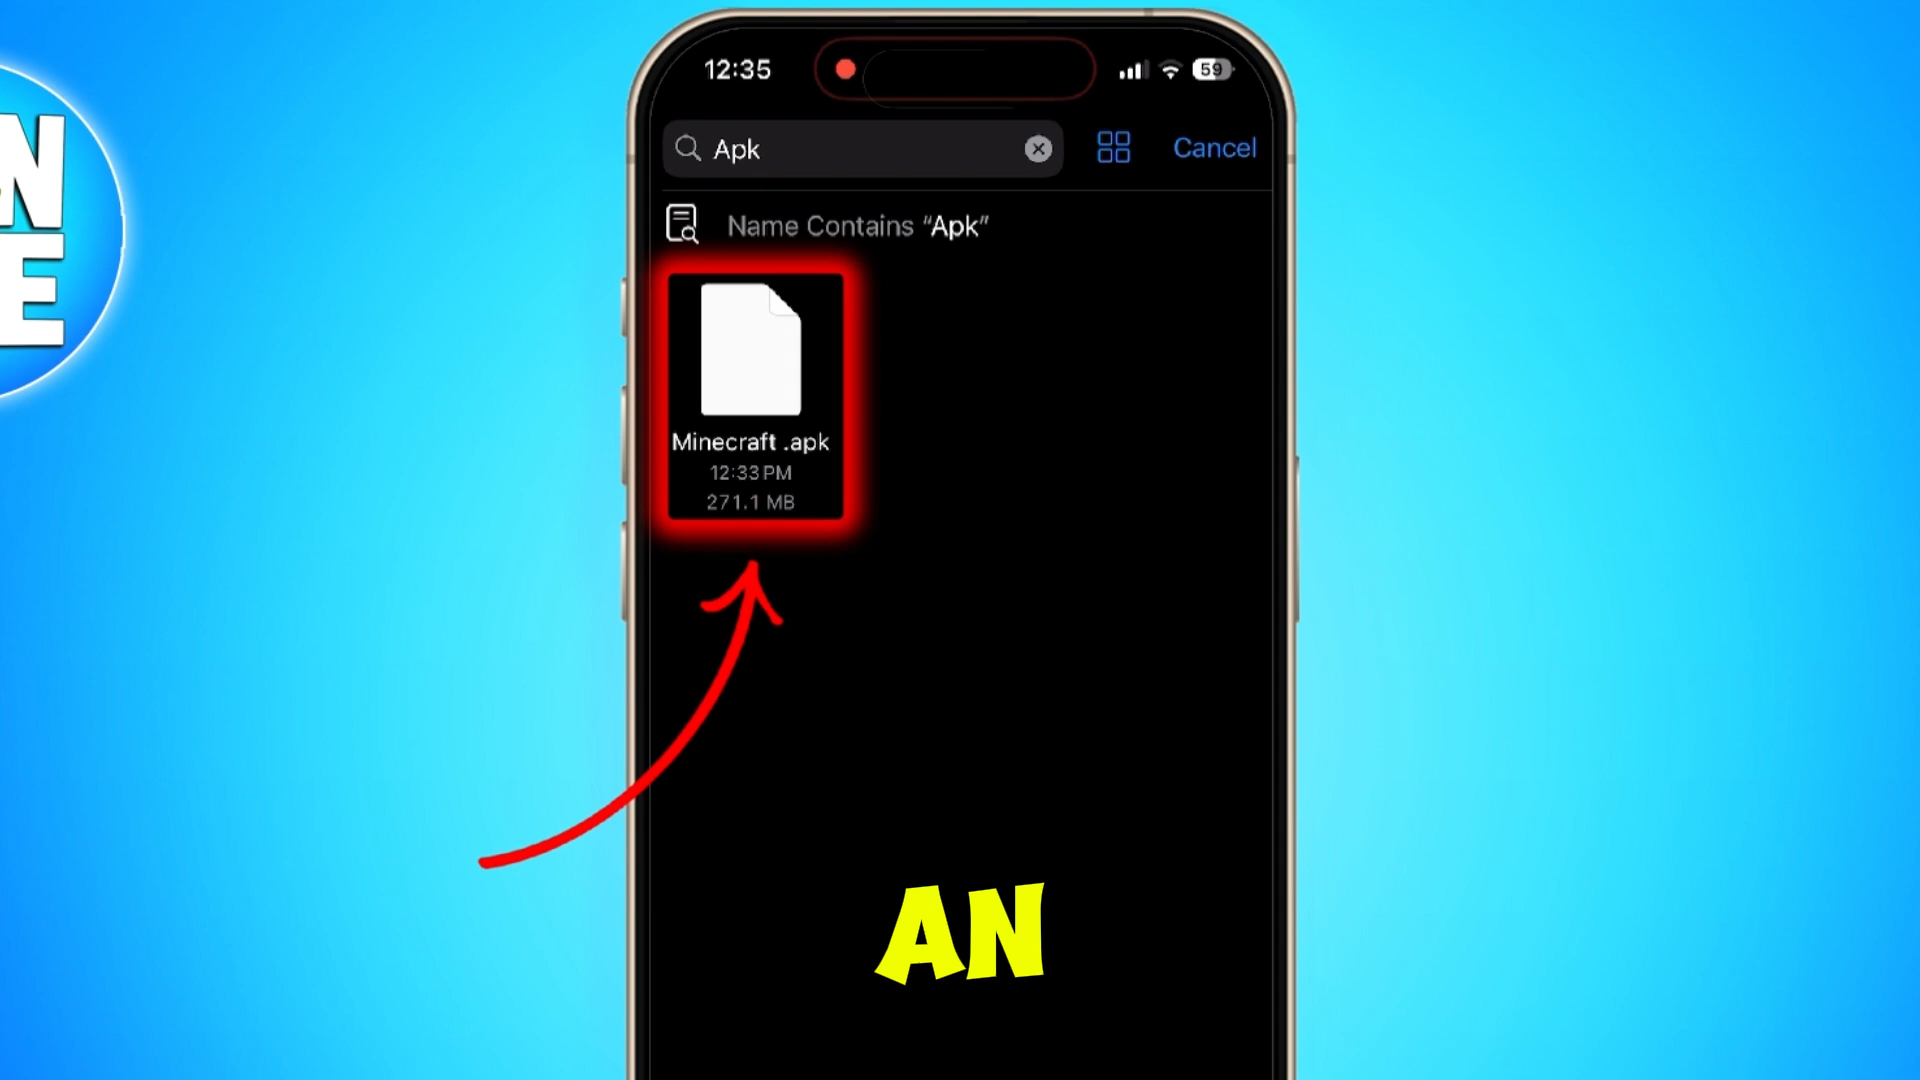 N
E
12:35
59
Apk
Cancel
Name Contains “Apk”
Minecraft .apk
12:33 PM
271.1 MB
AN